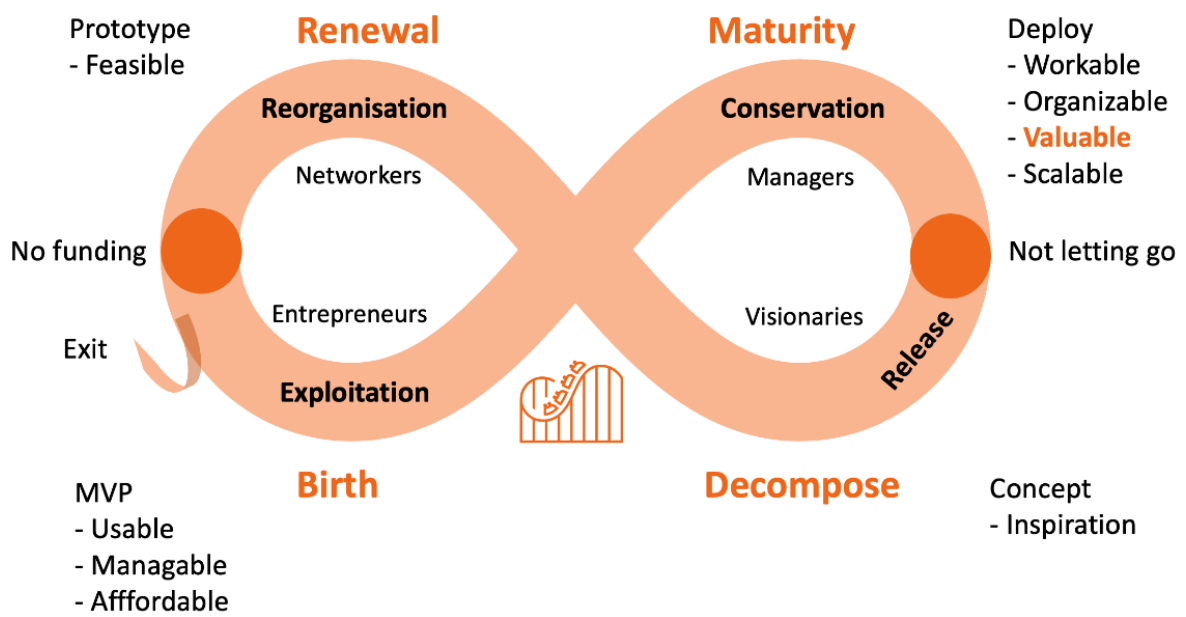 Prototype
- Feasible
Renewal
Maturity
Deploy
- Workable
- Organizable
- Valuable
- Scalable
Reorganisation
Conservation
Networkers
Managers
No funding
Not letting go
Entrepreneurs
Visionaries
Exit
Release
Exploitation
Birth
Decompose
MVP
- Usable
- Managable
- Afffordable
Concept
- Inspiration